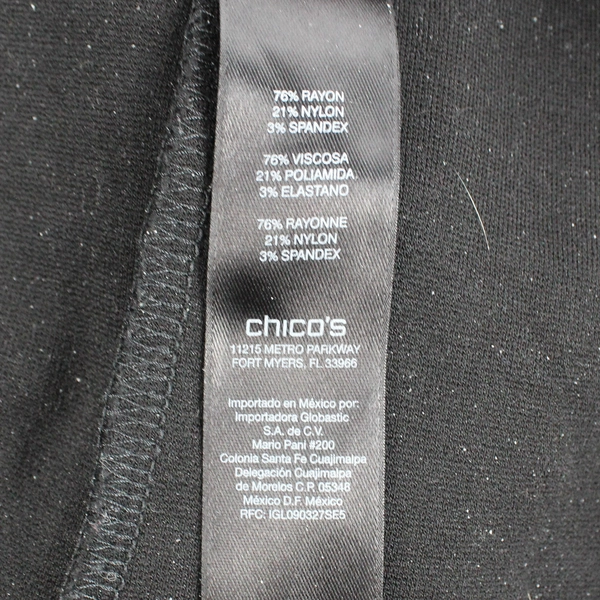 76% RAYON
21% NYLON
3% SPANDEX
76% VISCOSA
21% POLIAMIDA
3% ELASTANO
76% RAYONNE
21% NYLON
3% SPANDEX
chico's
11215 METRO PARKWAY
FORT MYERS, FL 33966
Importado en México por:
Importadora Globastic
S.A. de C.V.
Mario Pani #200
Colonia Santa Fe Cuajimalpa
Delegación Cuajimalpa
de Morelos C.P. 05348
México D.F. México
RFC: IGL090327SE5